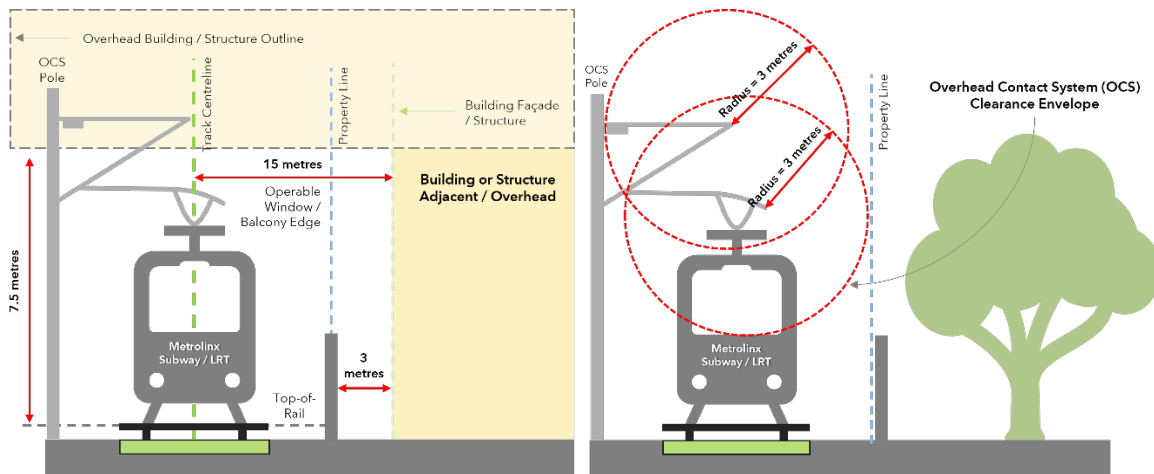 Overhead Building / Structure Outline
OCS
Pole
Track Centreline
Property Line
Building Façade
/ Structure
15 metres
Operable
Window /
Balcony Edge
Building or Structure
Adjacent / Overhead
7.5 metres
Metrolinx
Subway / LRT
3
metres
Top-of-
Rail
OCS
Pole
Radius = 3 metres
Radius = 3 metres
Property Line
Overhead Contact System (OCS)
Clearance Envelope
Metrolinx
Subway / LRT